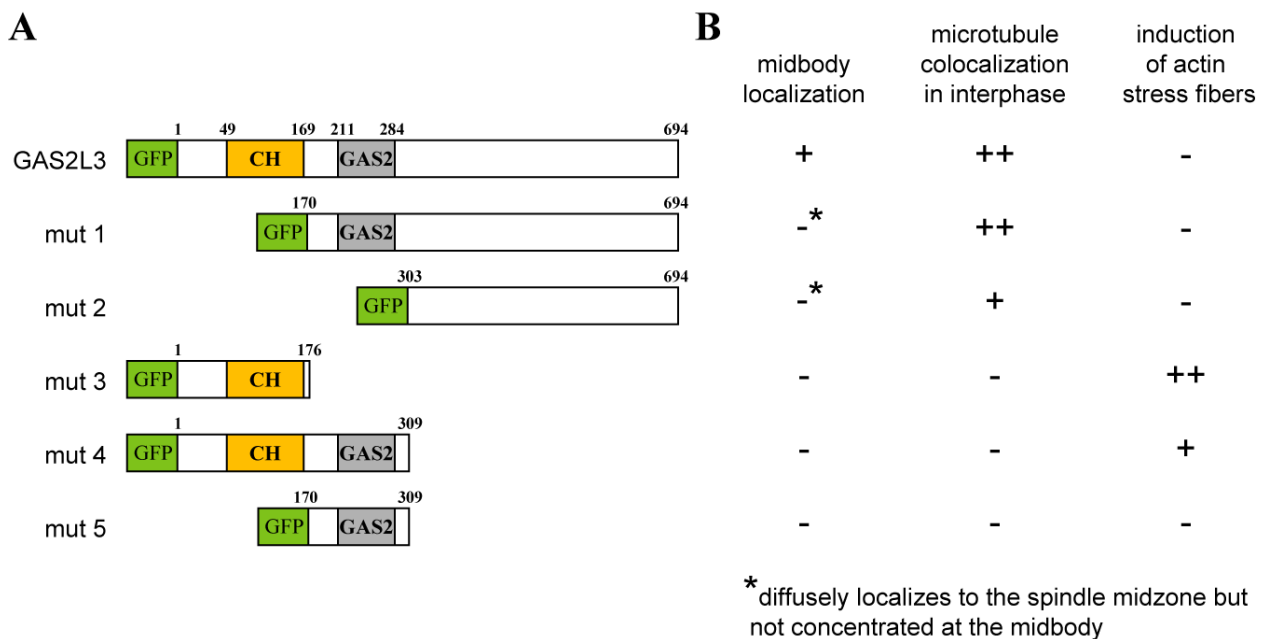 A
B
midbody
localization
microtubule
colocalization
in interphase
induction
of actin
stress fibers
1 49 169 211 284 694
GAS2L3 GFP CH GAS2 + ++ -
170 694
mut 1 GFP GAS2 -* ++ -
303 694
mut 2 GFP -* + -
1 176
mut 3 GFP CH - - ++
1 309
mut 4 GFP CH GAS2 - - +
170 309
mut 5 GFP GAS2 - - -
*diffusely localizes to the spindle midzone but
not concentrated at the midbody